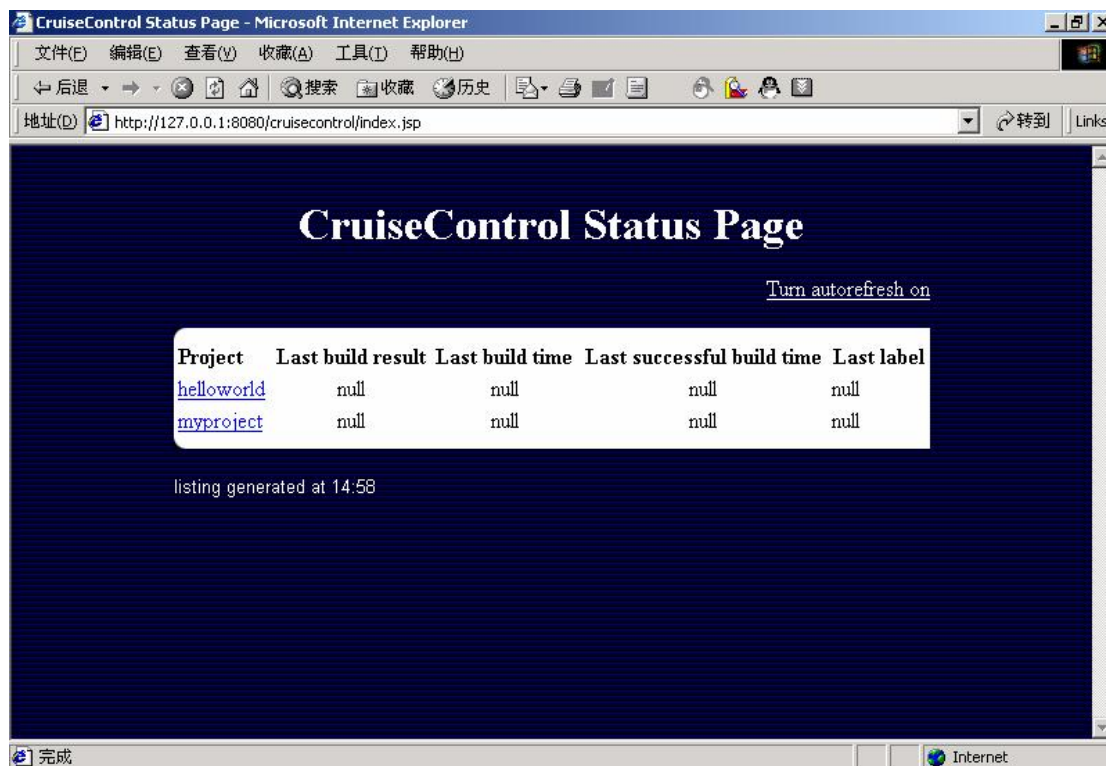 CruiseControl Status Page - Microsoft Internet Explorer
文件(F) 编辑(E) 查看(V) 收藏(A) 工具(T) 帮助(H)
后退 搜索 收藏 历史
地址(D) http://127.0.0.1:8080/cruisecontrol/index.jsp 转到 Links
CruiseControl Status Page
Turn autorefresh on
Project Last build result Last build time Last successful build time Last label
helloworld null null null null
myproject null null null null
listing generated at 14:58
完成 Internet